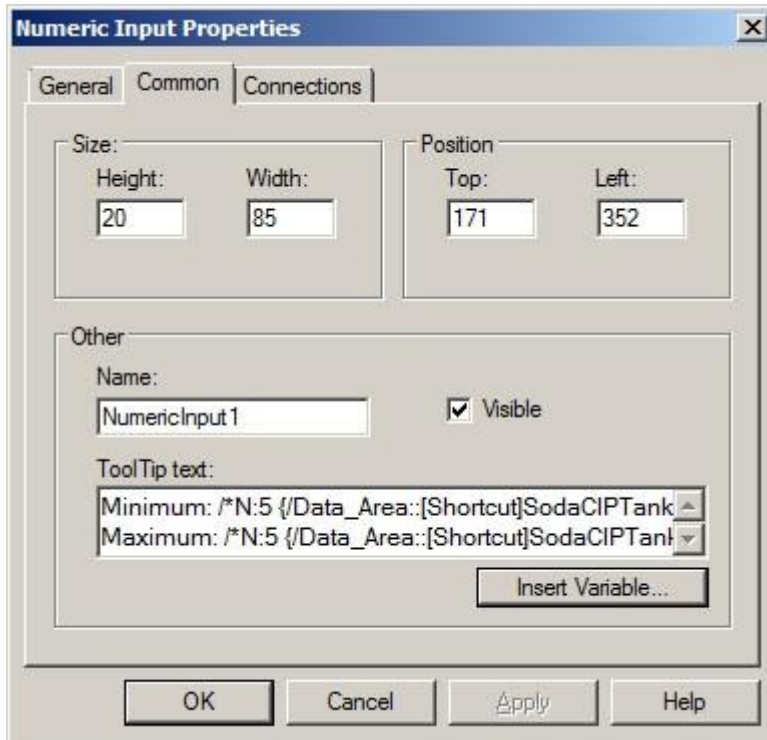 Numeric Input Properties
General Common Connections
Size: Position
Height: Width: Top: Left:
20 85 171 352
Other
Name:
NumericInput1 Visible
ToolTip text:
Minimum: /*N:5 {/Data_Area::[Shortcut]SodaCIPTank
Maximum: /*N:5 {/Data_Area::[Shortcut]SodaCIPTank
Insert Variable...
OK Cancel Apply Help